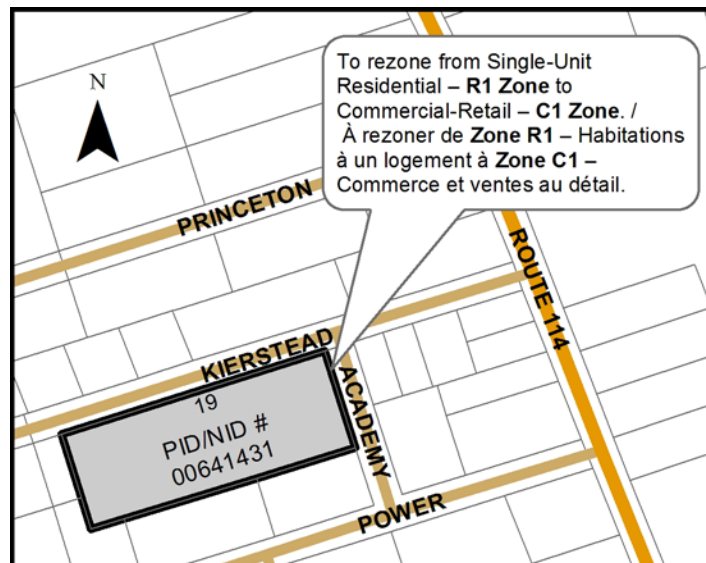 To rezone from Single-Unit
Residential – R1 Zone to
Commercial-Retail – C1 Zone. /
À rezoner de Zone R1 – Habitations
à un logement à Zone C1 –
Commerce et ventes au détail.
N
PRINCETON
ROUTE 114
KIERSTEAD
ACADEMY
19
PID/NID #
00641431
POWER